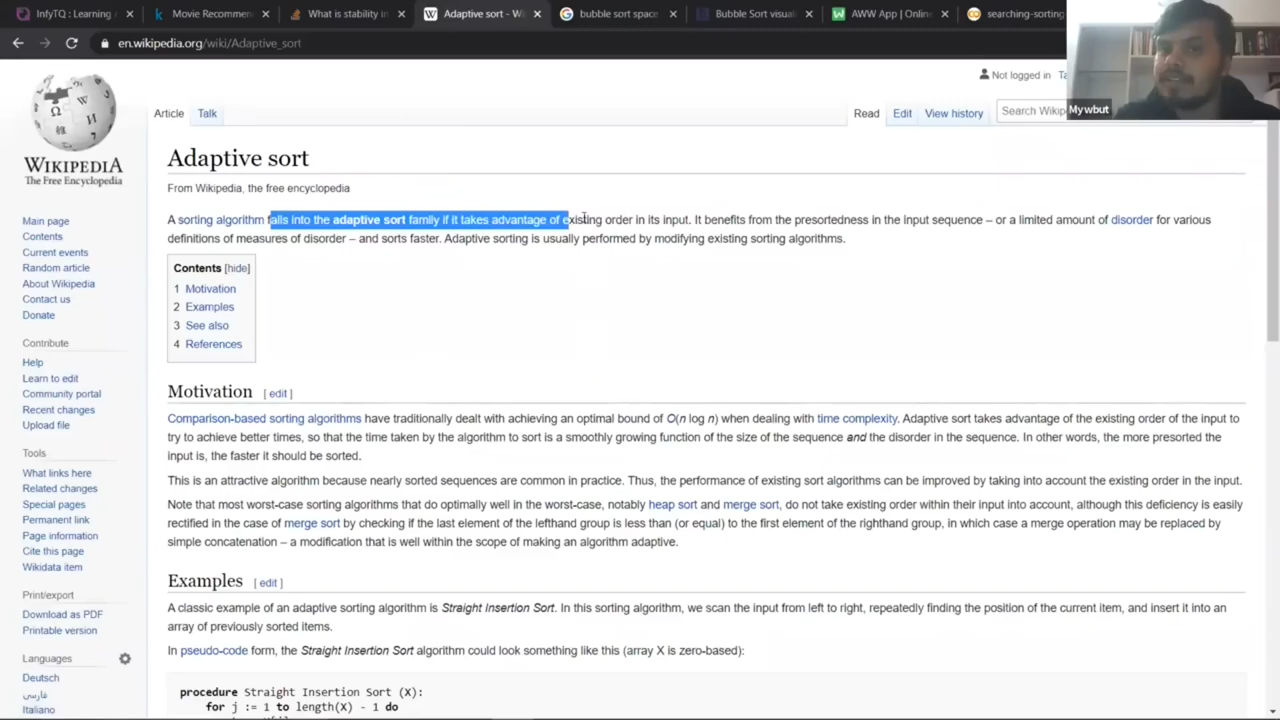 InfyTQ : Learning
Movie Recommen
What is stability in
Adaptive sort - Wi
bubble sort space
Bubble Sort visual
AWW App | Online
searching-sorting
en.wikipedia.org/wiki/Adaptive_sort
Not logged in Ta
Mywbut
Article Talk
Read Edit View history Search Wikip
WIKIPEDIA
The Free Encyclopedia
Main page
Contents
Current events
Random article
About Wikipedia
Contact us
Donate
Contribute
Help
Learn to edit
Community portal
Recent changes
Upload file
Tools
What links here
Related changes
Special pages
Permanent link
Page information
Cite this page
Wikidata item
Print/export
Download as PDF
Printable version
Languages
Deutsch
فارسی
Italiano
Adaptive sort
From Wikipedia, the free encyclopedia
A sorting algorithm falls into the adaptive sort family if it takes advantage of existing order in its input. It benefits from the presortedness in the input sequence – or a limited amount of disorder for various
definitions of measures of disorder – and sorts faster. Adaptive sorting is usually performed by modifying existing sorting algorithms.
Contents [hide]
1 Motivation
2 Examples
3 See also
4 References
Motivation [ edit ]
Comparison-based sorting algorithms have traditionally dealt with achieving an optimal bound of O(n log n) when dealing with time complexity. Adaptive sort takes advantage of the existing order of the input to
try to achieve better times, so that the time taken by the algorithm to sort is a smoothly growing function of the size of the sequence and the disorder in the sequence. In other words, the more presorted the
input is, the faster it should be sorted.
This is an attractive algorithm because nearly sorted sequences are common in practice. Thus, the performance of existing sort algorithms can be improved by taking into account the existing order in the input.
Note that most worst-case sorting algorithms that do optimally well in the worst-case, notably heap sort and merge sort, do not take existing order within their input into account, although this deficiency is easily
rectified in the case of merge sort by checking if the last element of the lefthand group is less than (or equal) to the first element of the righthand group, in which case a merge operation may be replaced by
simple concatenation – a modification that is well within the scope of making an algorithm adaptive.
Examples [ edit ]
A classic example of an adaptive sorting algorithm is Straight Insertion Sort. In this sorting algorithm, we scan the input from left to right, repeatedly finding the position of the current item, and insert it into an
array of previously sorted items.
In pseudo-code form, the Straight Insertion Sort algorithm could look something like this (array X is zero-based):
procedure Straight Insertion Sort (X):
for j := 1 to length(X) - 1 do